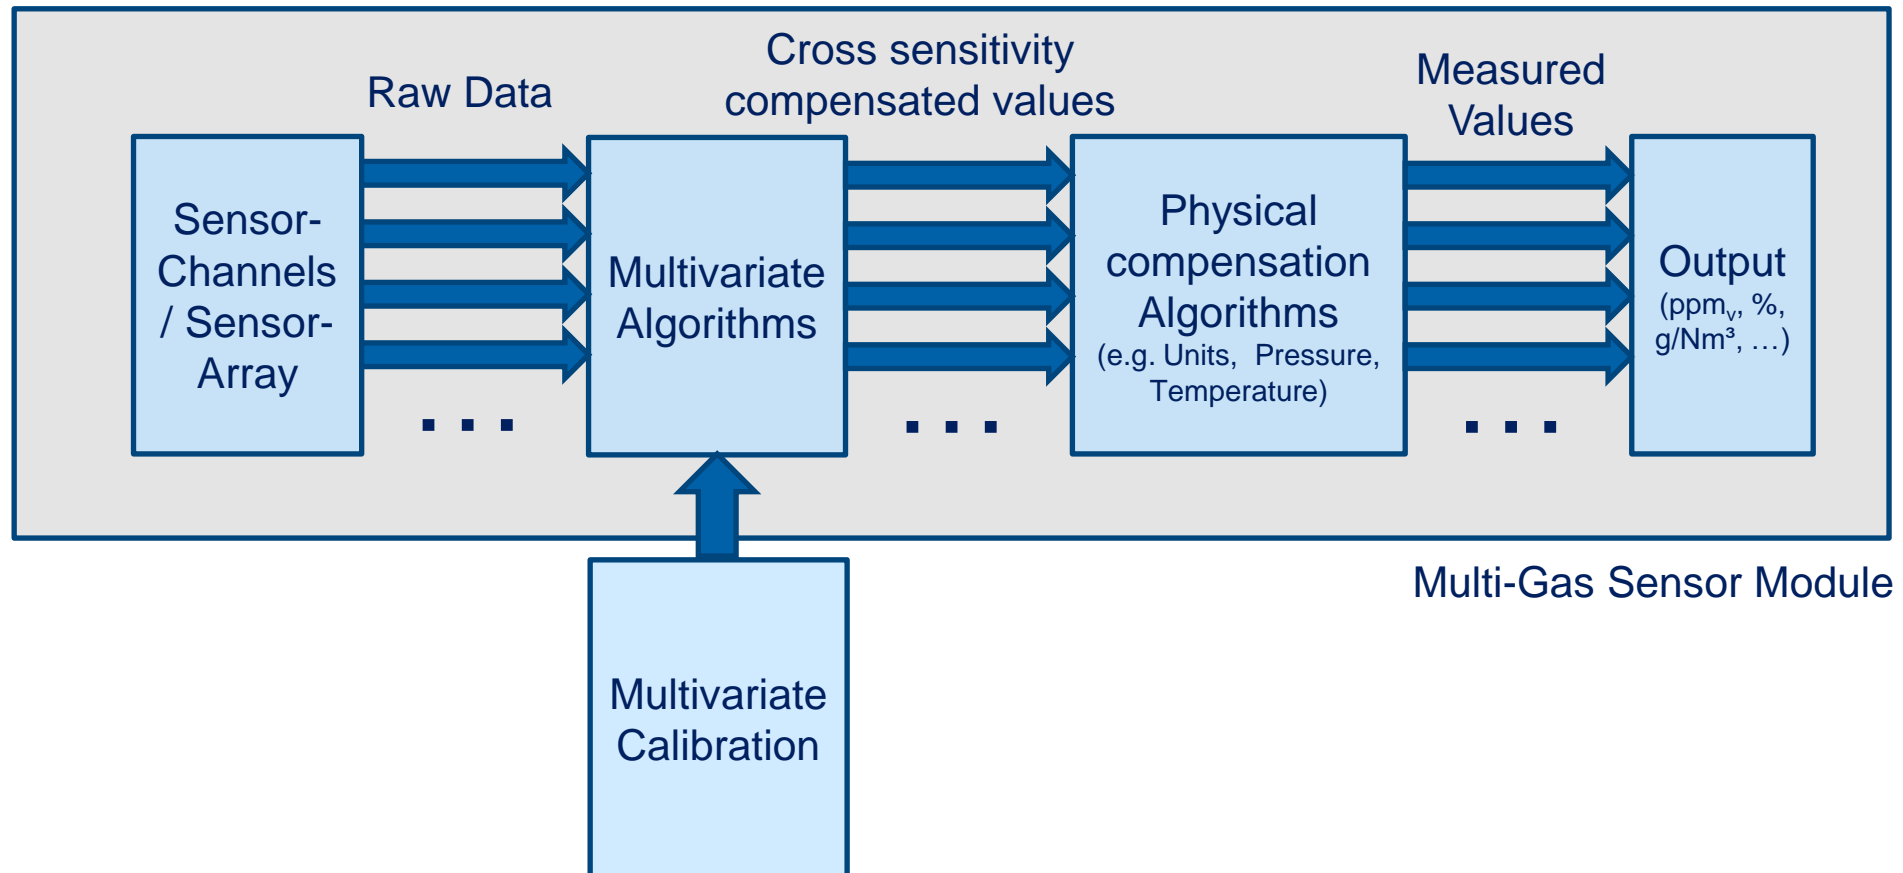 Raw Data
Cross sensitivity
compensated values
Measured
Values
Sensor-
Channels
/ Sensor-
Array
Multivariate
Algorithms
Physical
compensation
Algorithms
(e.g. Units, Pressure,
Temperature)
Output
(ppmᵥ, %,
g/Nm³, …)
. . .
. . .
. . .
Multi-Gas Sensor Module
Multivariate
Calibration